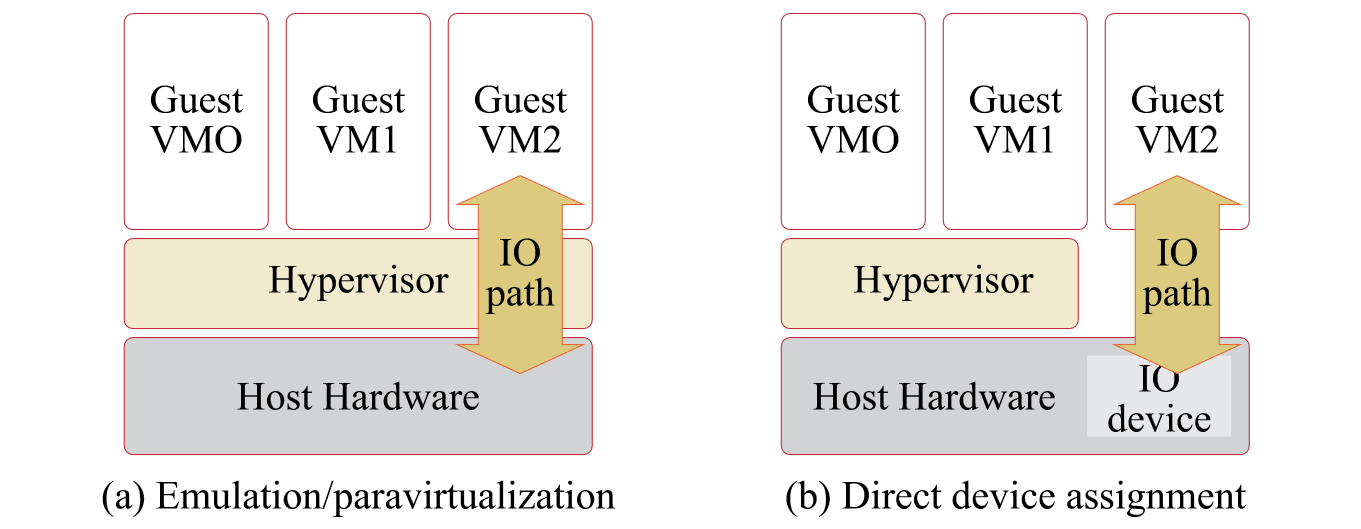 Guest
VMO
Guest
VM1
Guest
VM2
Hypervisor
IO
path
Host Hardware
(a) Emulation/paravirtualization
Guest
VMO
Guest
VM1
Guest
VM2
Hypervisor
IO
path
Host Hardware
IO
device
(b) Direct device assignment